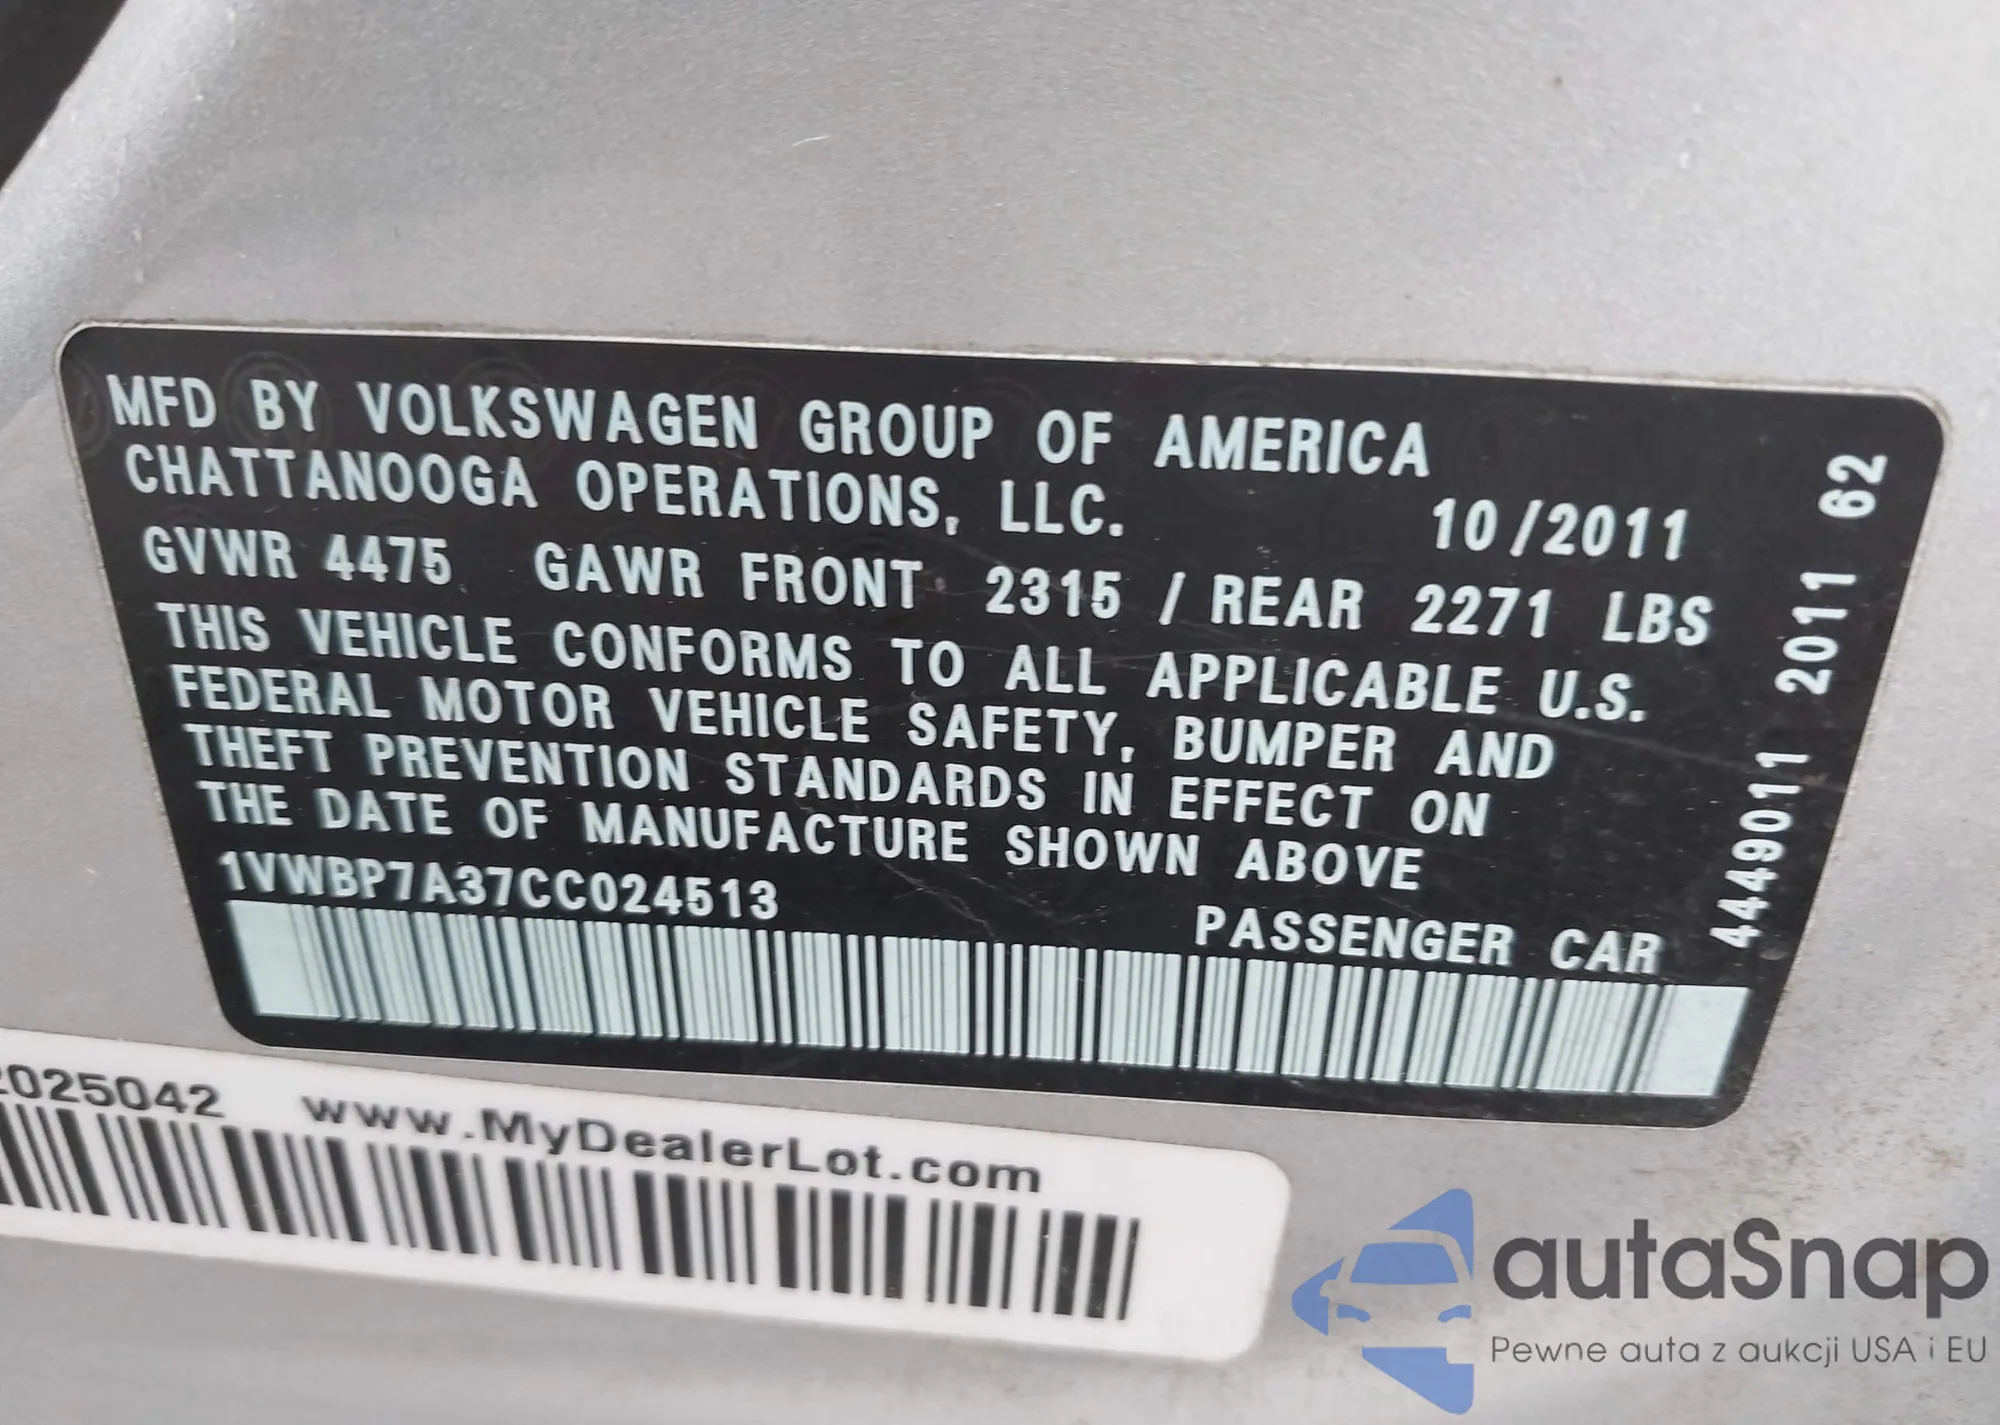 MFD BY VOLKSWAGEN GROUP OF AMERICA
CHATTANOOGA OPERATIONS, LLC. 10/2011
GVWR 4475 GAWR FRONT 2315 / REAR 2271 LBS
THIS VEHICLE CONFORMS TO ALL APPLICABLE U.S.
FEDERAL MOTOR VEHICLE SAFETY, BUMPER AND
THEFT PREVENTION STANDARDS IN EFFECT ON
THE DATE OF MANUFACTURE SHOWN ABOVE
1VWBP7A37CC024513
PASSENGER CAR
4449011 2011 62
2025042 www.MyDealerLot.com
autaSnap
Pewne auta z aukcji USA i EU